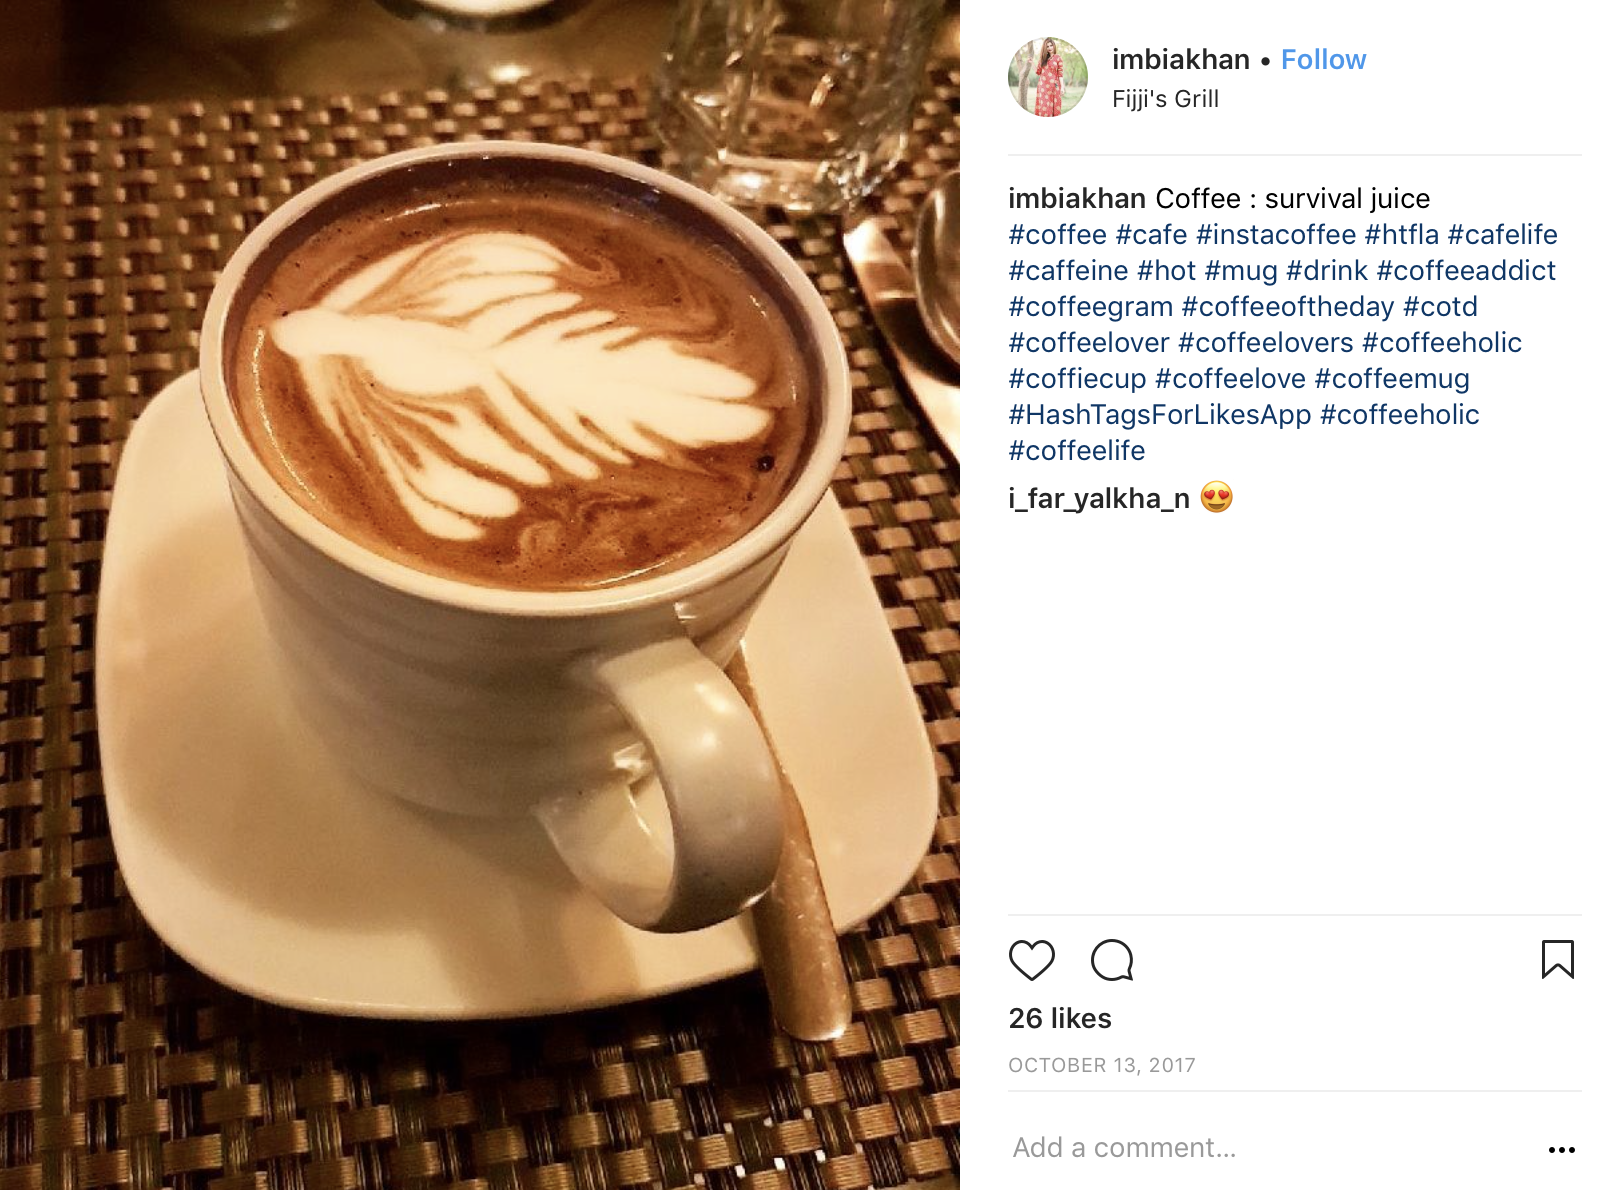 imbiakhan • Follow
Fijji's Grill
imbiakhan Coffee : survival juice
#coffee #cafe #instacoffee #htfla #cafelife
#caffeine #hot #mug #drink #coffeeaddict
#coffeegram #coffeeoftheday #cotd
#coffeelover #coffeelovers #coffeeholic
#coffiecup #coffeelove #coffeemug
#HashTagsForLikesApp #coffeeholic
#coffeelife
i_far_yalkha_n 😍
26 likes
OCTOBER 13, 2017
Add a comment...